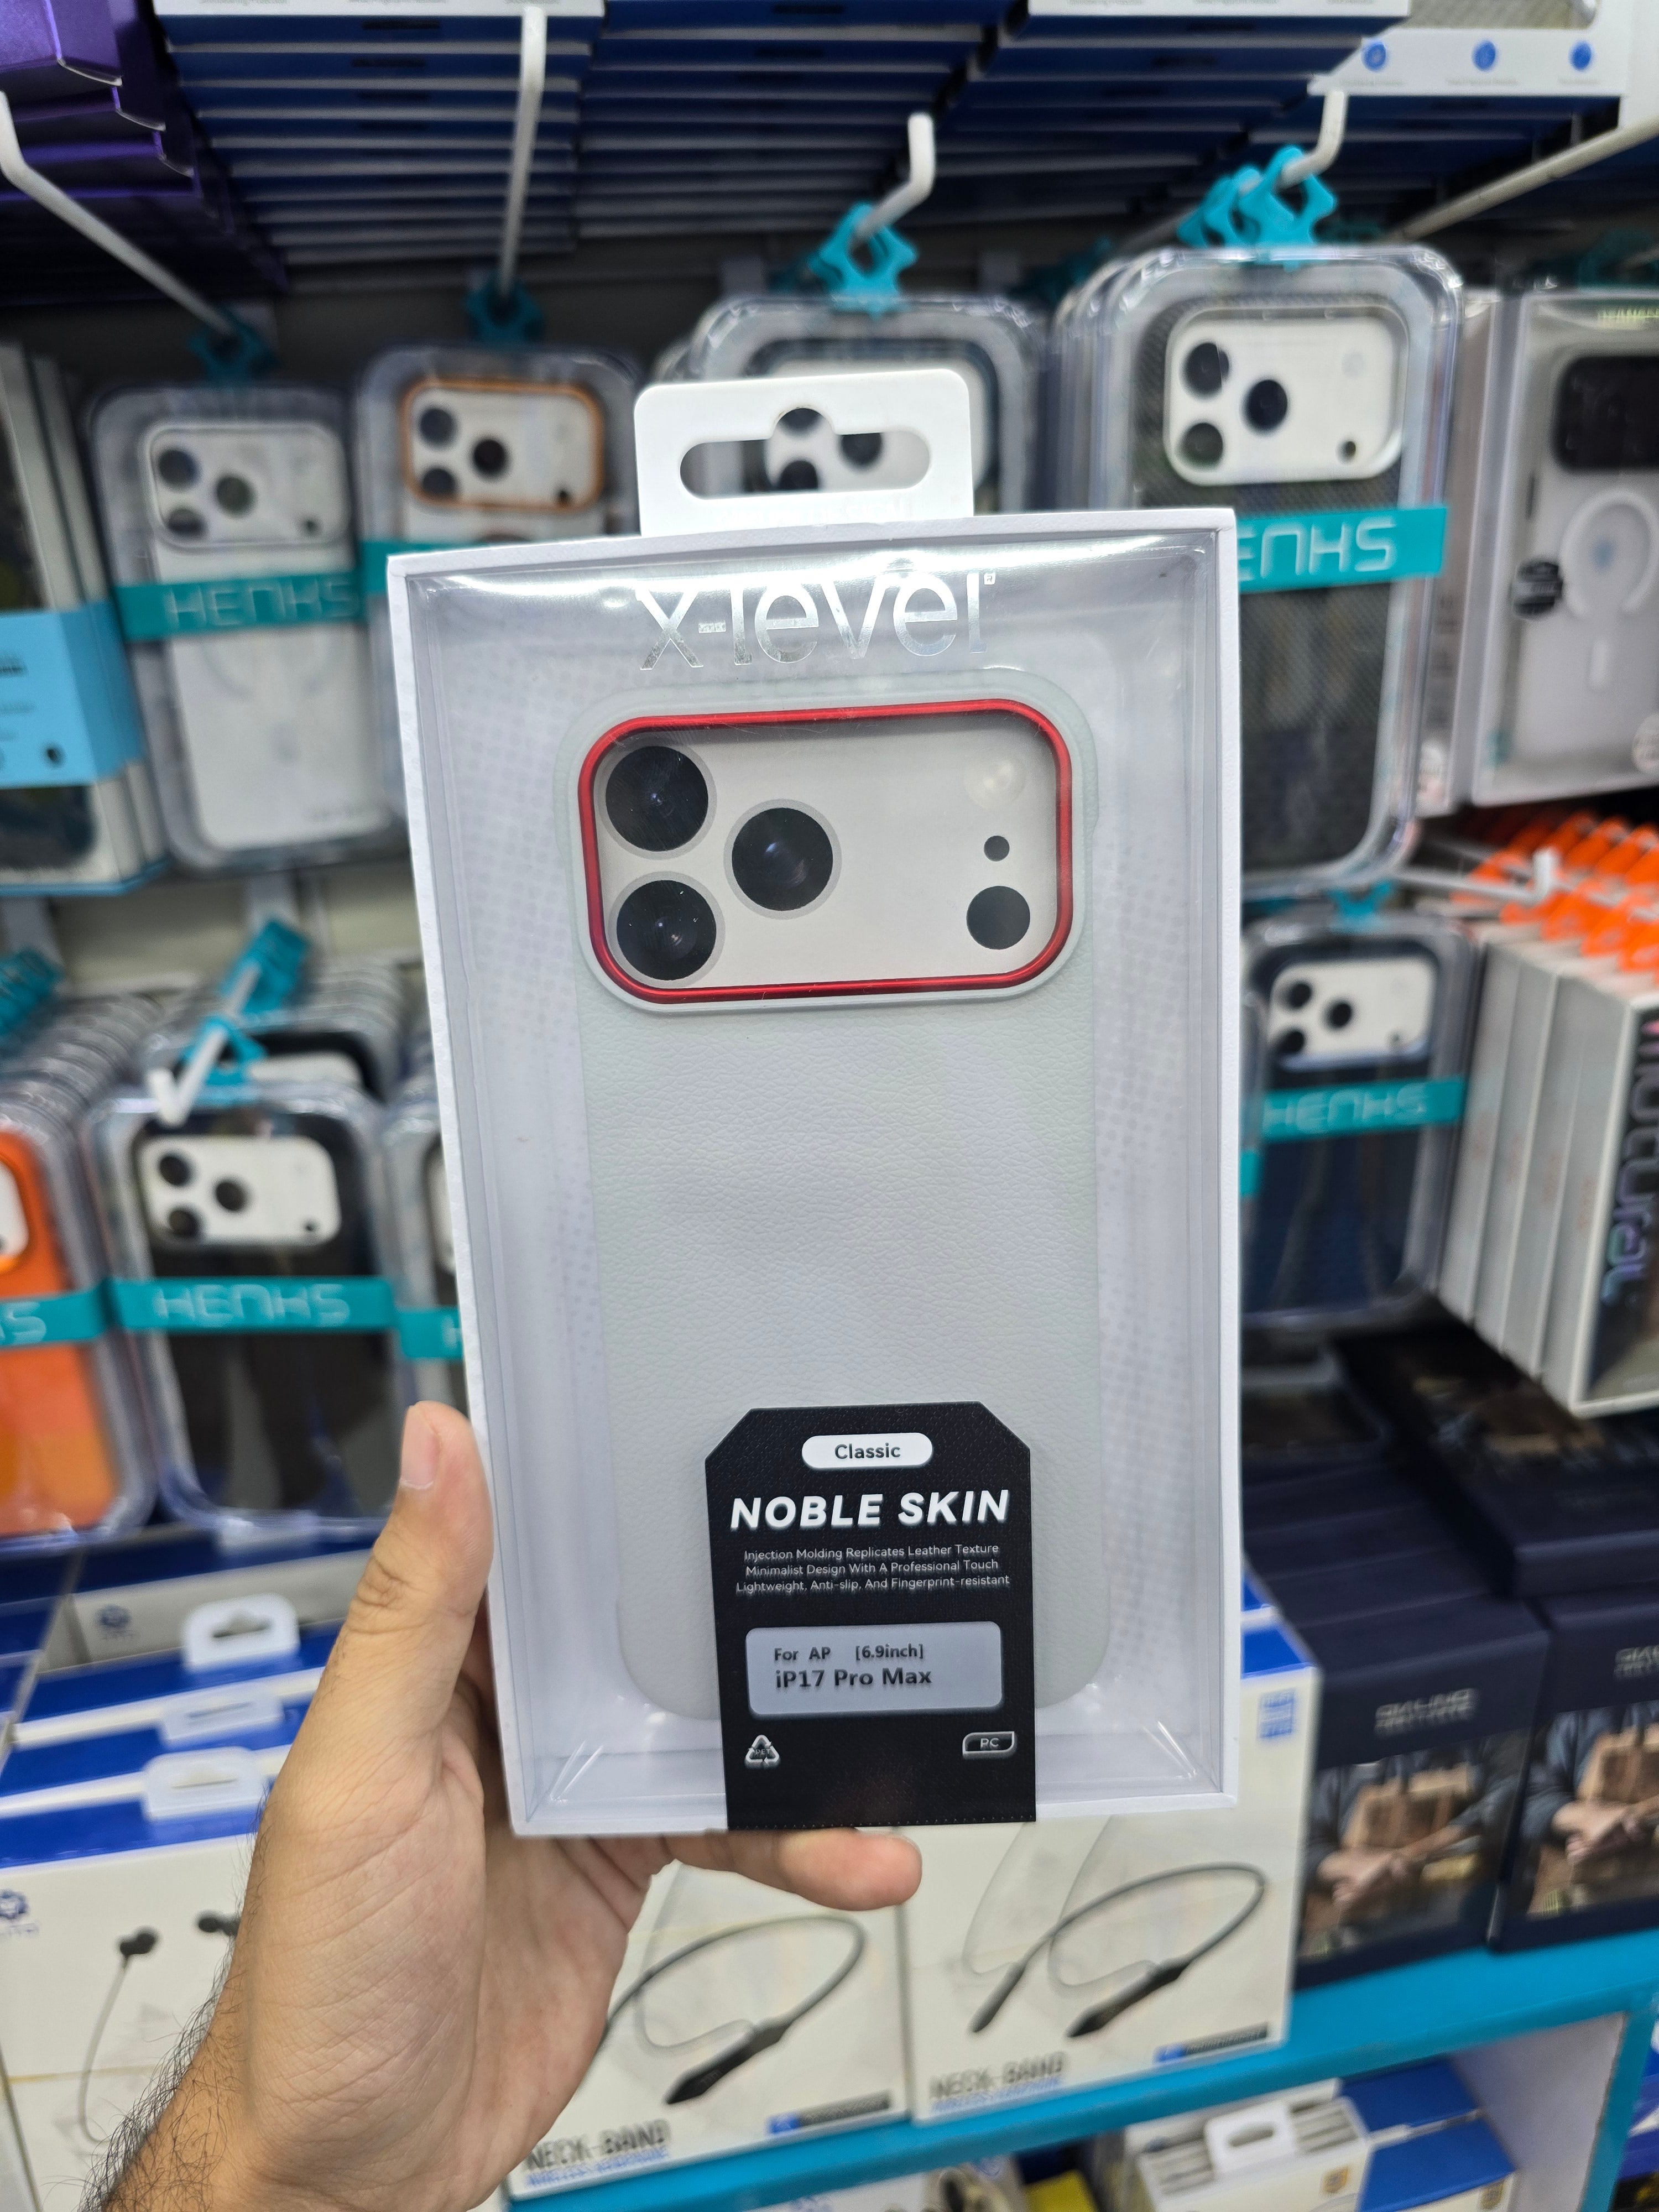 x-level
HENKS
HENKS
HENKS
HENKS
Classic
NOBLE SKIN
Injection Molding Replicates Leather Texture
Minimalist Design With A Professional Touch
Lightweight, Anti-slip, And Fingerprint-resistant
For AP [6.9inch]
iP17 Pro Max
PET
PC
NECK-BAND
NECK-BAND